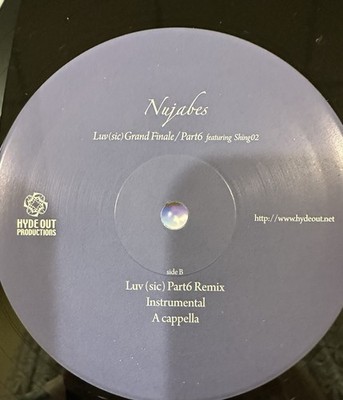 Nujabes
Luv(sic) Grand Finale / Part6 featuring Shing02
HYDE OUT
PRODUCTIONS
http://www.hydeout.net
side B
Luv (sic) Part6 Remix
Instrumental
A cappella